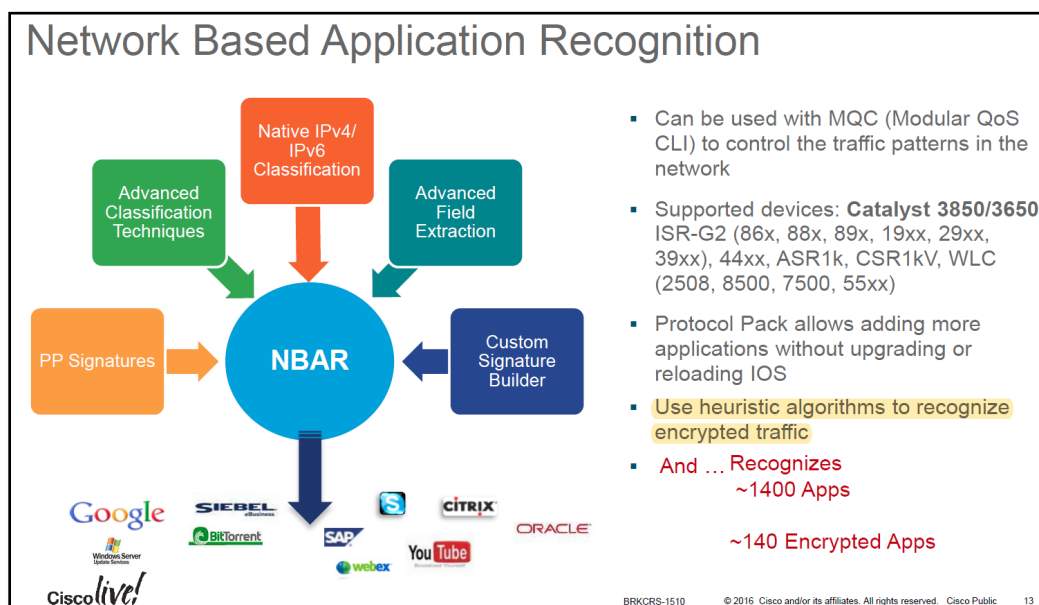 Network Based Application Recognition
Native IPv4/
IPv6
Classification
Advanced
Classification
Techniques
Advanced
Field
Extraction
PP Signatures
NBAR
Custom
Signature
Builder
Google
SIEBEL
eBusiness
S
CITRIX
BitTorrent
SAP
ORACLE
Windows Server
Update Services
webex
YouTube
Broadcast Yourself
▪ Can be used with MQC (Modular QoS
CLI) to control the traffic patterns in the
network
▪ Supported devices: Catalyst 3850/3650
ISR-G2 (86x, 88x, 89x, 19xx, 29xx,
39xx), 44xx, ASR1k, CSR1kV, WLC
(2508, 8500, 7500, 55xx)
▪ Protocol Pack allows adding more
applications without upgrading or
reloading IOS
▪ Use heuristic algorithms to recognize
encrypted traffic
▪ And … Recognizes
~1400 Apps
~140 Encrypted Apps
Cisco live!
BRKCRS-1510 © 2016 Cisco and/or its affiliates. All rights reserved. Cisco Public 13